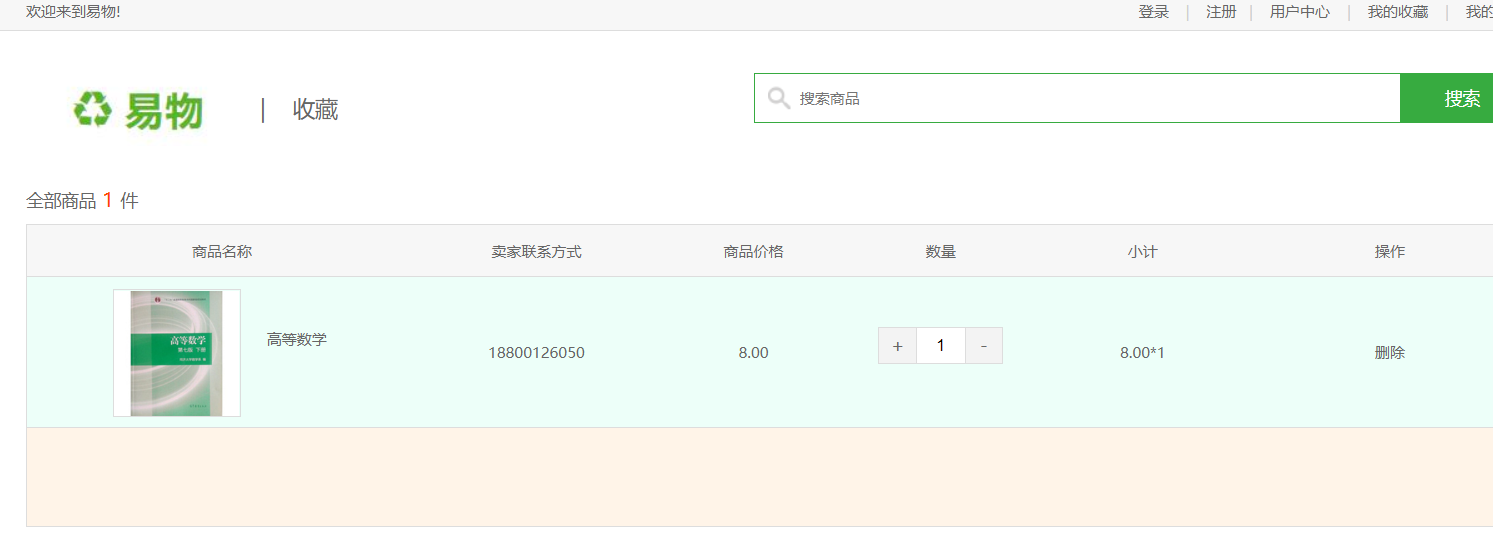 欢迎来到易物!
登录 | 注册 | 用户中心 | 我的收藏 | 我的
易物 | 收藏
搜索商品 搜索
全部商品 1 件
商品名称 卖家联系方式 商品价格 数量 小计 操作
高等数学
第七版 下册
高等数学
18800126050 8.00 + 1 - 8.00*1 删除